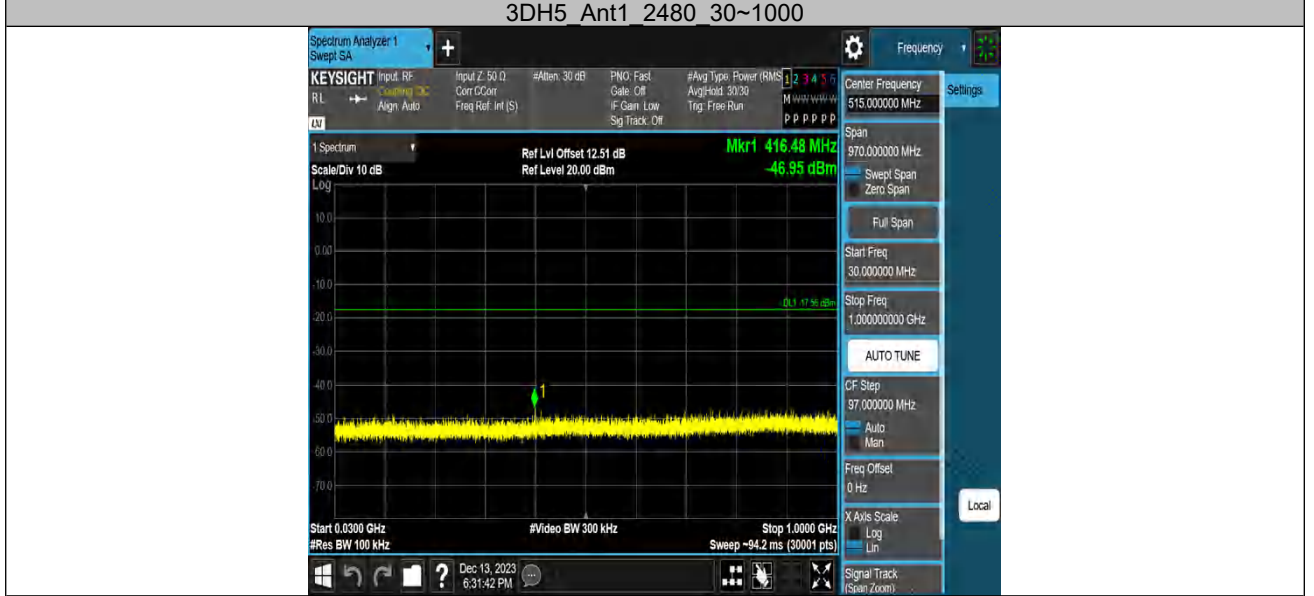 3DH5_Ant1_2480_30~1000
Spectrum Analyzer 1
Swept SA
Frequency
KEYSIGHT
Input: RF
Input Z: 50 Ω
#Atten: 30 dB
PNO: Fast
#Avg Type: Power (RMS
1 2 3 4 5 6
RL
Coupling: DC
Corr CCorr
Gate: Off
Avg|Hold: 30/30
M W W W W W
Align: Auto
Freq Ref: Int (S)
IF Gain: Low
Trig: Free Run
LXI
Sig Track: Off
P P P P P P
Center Frequency
515.000000 MHz
Settings
1 Spectrum
Ref Lvl Offset 12.51 dB
Mkr1 416.48 MHz
Scale/Div 10 dB
Ref Level 20.00 dBm
-46.95 dBm
Log
10.0
0.00
-10.0
DL1 -17.56 dBm
-20.0
-30.0
-40.0
1
-50.0
-60.0
-70.0
Start 0.0300 GHz
#Video BW 300 kHz
Stop 1.0000 GHz
#Res BW 100 kHz
Sweep ~94.2 ms (30001 pts)
Span
970.000000 MHz
Swept Span
Zero Span
Full Span
Start Freq
30.000000 MHz
Stop Freq
1.000000000 GHz
AUTO TUNE
CF Step
97.000000 MHz
Auto
Man
Freq Offset
0 Hz
X Axis Scale
Log
Lin
Local
Signal Track
(Span Zoom)
?
Dec 13, 2023
6:31:42 PM